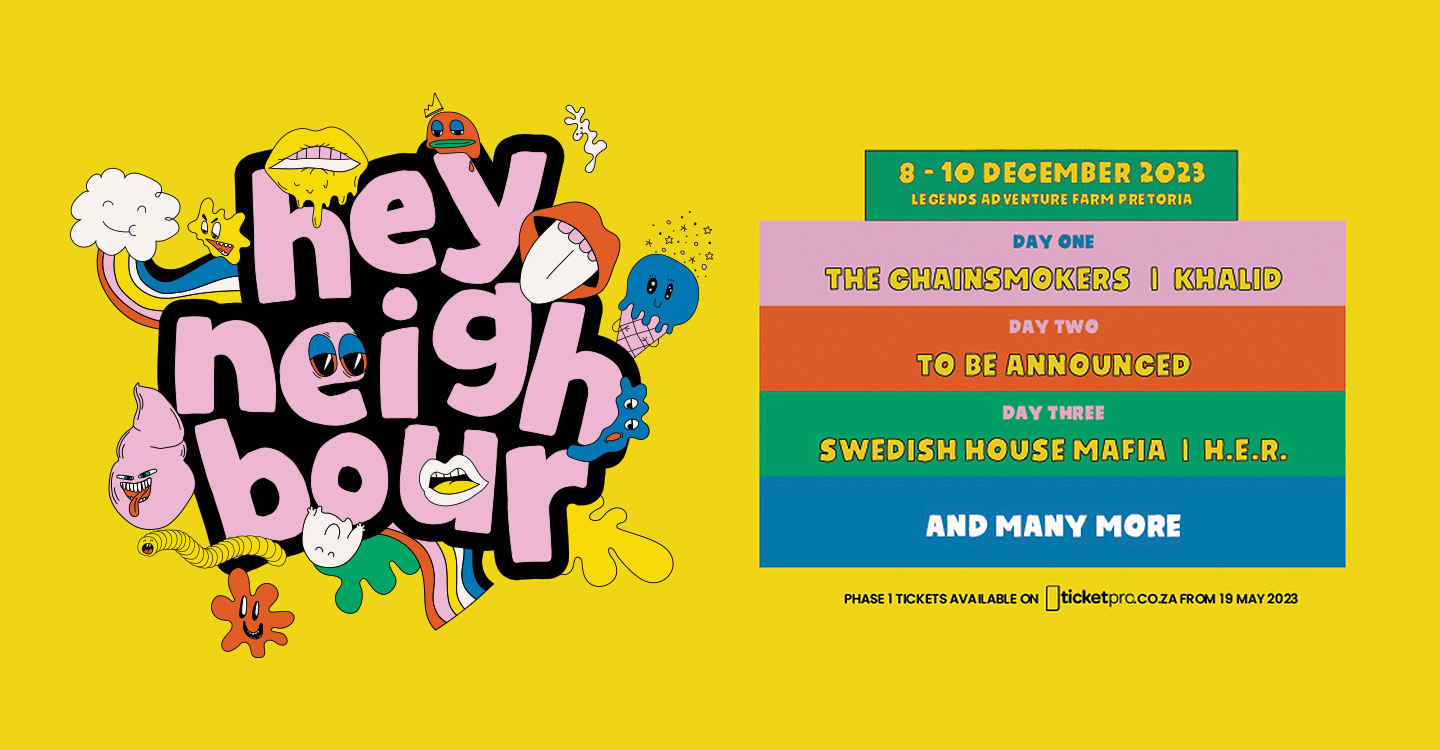 hey
neigh
bour
8 - 10 DECEMBER 2023
LEGENDS ADVENTURE FARM PRETORIA
DAY ONE
THE CHAINSMOKERS | KHALID
DAY TWO
TO BE ANNOUNCED
DAY THREE
SWEDISH HOUSE MAFIA | H.E.R.
AND MANY MORE
PHASE 1 TICKETS AVAILABLE ON ticketpro.CO.ZA FROM 19 MAY 2023